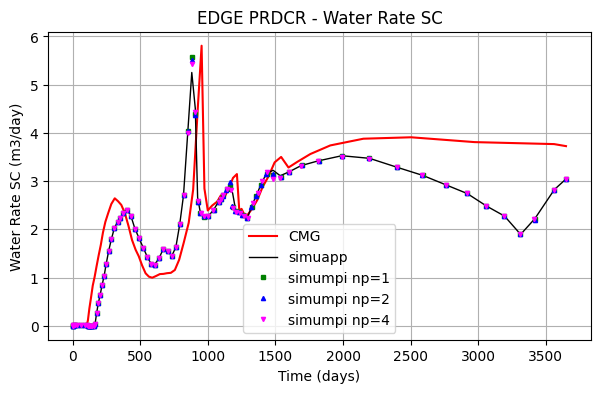 EDGE PRDCR - Water Rate SC
Water Rate SC (m3/day)
6
5
4
3
2
1
0
CMG
simuapp
simumpi np=1
simumpi np=2
simumpi np=4
0 500 1000 1500 2000 2500 3000 3500
Time (days)